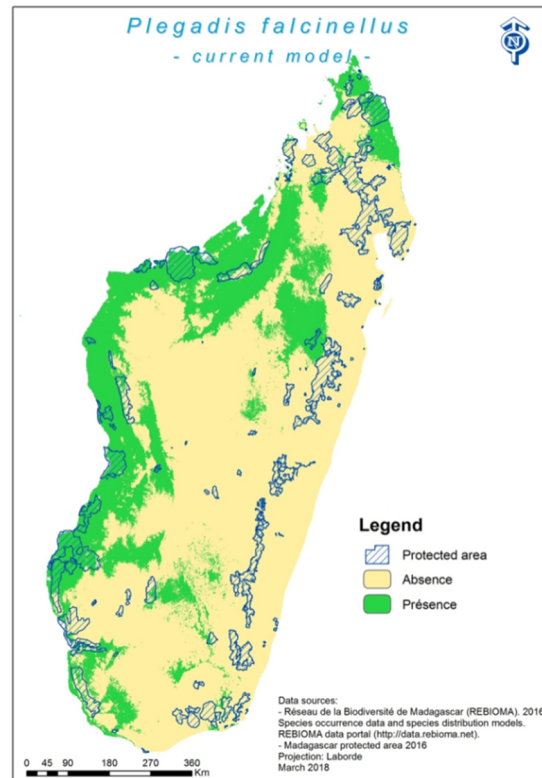 Plegadis falcinellus
- current model -
N
Legend
Protected area
Absence
Présence
Data sources:
- Réseau de la Biodiversité de Madagascar (REBIOMA). 2016
Species occurrence data and species distribution models.
REBIOMA data portal (http://data.rebioma.net).
- Madagascar protected area 2016
Projection: Laborde
March 2018
0 45 90 180 270 360
Km